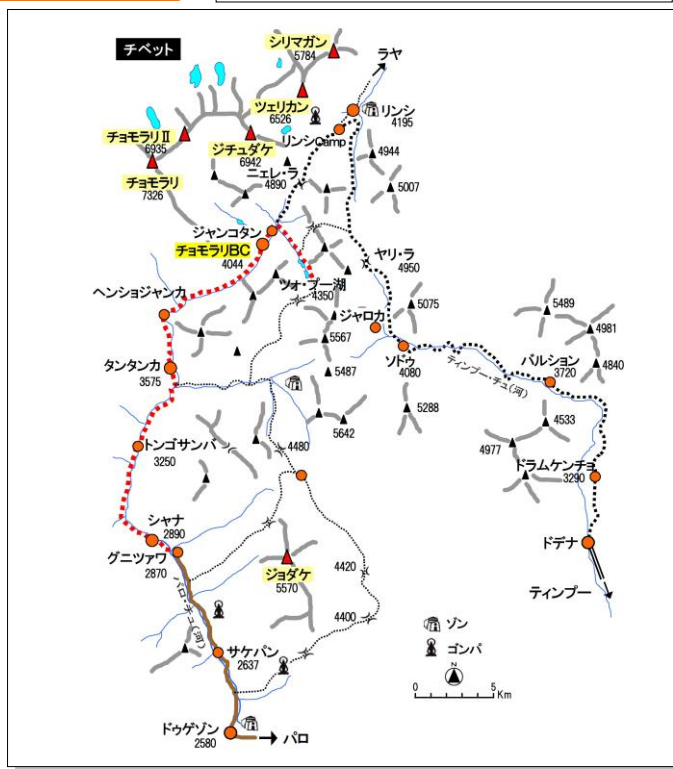 チベット
シリマガン
5784
ラヤ
ツェリカン
6526
リンシ
4195
リンシCamp
チョモラリⅡ
6935
ジチュダケ
6942
4944
チョモラリ
7326
ニェレ・ラ
4890
5007
ジャンコタン
チョモラリBC
4044
ヤリ・ラ
4950
ツォ・プー湖
4350
ヘンショジャンカ
ジャロカ
5075
5489
4981
5567
ソドゥ
4080
ティンプー・チュ(河)
バルション
3720
4840
タンタンカ
3575
5487
5288
4533
5642
4977
トンゴサンパ
3250
4480
ドラムケンチョ
3290
シャナ
2890
グニツァワ
2870
ドデナ
ジョダケ
5570
4420
ティンプー
パロ・チュ(河)
4400
ゾン
ゴンパ
サケパン
2637
N
0 5
Km
ドゥゲゾン
2580
パロ